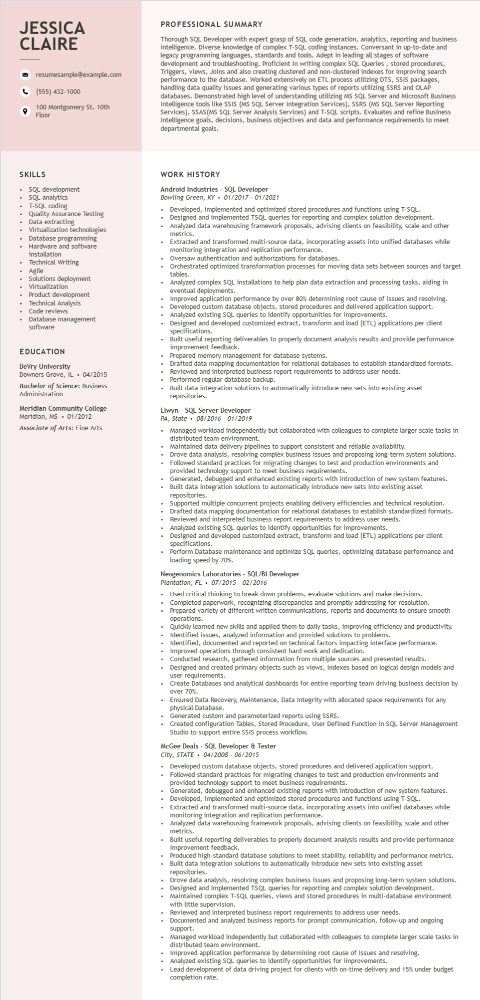 JESSICA
CLAIRE
resumesample@example.com
(555) 432-1000
100 Montgomery St. 10th
Floor
PROFESSIONAL SUMMARY
Thorough SQL Developer with expert grasp of SQL code generation, analytics, reporting and business
intelligence. Diverse knowledge of complex T-SQL coding instances. Conversant in up-to-date and
legacy programming languages, standards and tools. Adept in leading all stages of software
development and troubleshooting. Proficient in writing complex SQL Queries , stored procedures,
Triggers, views, Joins and also creating clustered and non-clustered indexes for improving search
performance to the database. Worked extensively on ETL process utilizing DTS, SSIS packages,
handling data quality issues and generating various types of reports utilizing SSRS and OLAP
databases. Demonstrated high level of understanding utilizing MS SQL Server and Microsoft Business
Intelligence tools like SSIS (MS SQL Server Integration Services), SSRS (MS SQL Server Reporting
Services), SSAS(MS SQL Server Analysis Services) and T-SQL scripts. Evaluates and refine Business
Intelligence goals, decisions, business objectives and data and performance requirements to meet
departmental goals.
SKILLS
• SQL development
• SQL analytics
• T-SQL coding
• Quality Assurance Testing
• Data extracting
• Virtualization technologies
• Database programming
• Hardware and software
installation
• Technical Writing
• Agile
• Solutions deployment
• Virtualization
• Product development
• Technical Analysis
• Code reviews
• Database management
software
EDUCATION
DeVry University
Downers Grove, IL • 04/2015
Bachelor of Science: Business
Administration
Meridian Community College
Meridian, MS • 01/2012
Associate of Arts: Fine Arts
WORK HISTORY
Android Industries - SQL Developer
Bowling Green, KY • 01/2017 - 01/2021
• Developed, implemented and optimized stored procedures and functions using T-SQL.
• Designed and implemented TSQL queries for reporting and complex solution development.
• Analyzed data warehousing framework proposals, advising clients on feasibility, scale and other
metrics.
• Extracted and transformed multi-source data, incorporating assets into unified databases while
monitoring integration and replication performance.
• Oversaw authentication and authorizations for databases.
• Orchestrated optimized transformation processes for moving data sets between sources and target
tables.
• Analyzed complex SQL installations to help plan data extraction and processing tasks, aiding in
eventual deployments.
• Improved application performance by over 80% determining root cause of issues and resolving.
• Developed custom database objects, stored procedures and delivered application support.
• Analyzed existing SQL queries to identify opportunities for improvements.
• Designed and developed customized extract, transform and load (ETL) applications per client
specifications.
• Built useful reporting deliverables to properly document analysis results and provide performance
improvement feedback.
• Prepared memory management for database systems.
• Drafted data mapping documentation for relational databases to establish standardized formats.
• Reviewed and interpreted business report requirements to address user needs.
• Performed regular database backup.
• Built data integration solutions to automatically introduce new sets into existing asset
repositories.
Elwyn - SQL Server Developer
PA, State • 08/2016 - 01/2019
• Managed workload independently but collaborated with colleagues to complete larger scale tasks in
distributed team environment.
• Maintained data delivery pipelines to support consistent and reliable availability.
• Drove data analysis, resolving complex business issues and proposing long-term system solutions.
• Followed standard practices for migrating changes to test and production environments and
provided technology support to meet business requirements.
• Generated, debugged and enhanced existing reports with introduction of new system features.
• Built data integration solutions to automatically introduce new sets into existing asset
repositories.
• Supported multiple concurrent projects enabling delivery efficiencies and technical resolution.
• Drafted data mapping documentation for relational databases to establish standardized formats.
• Reviewed and interpreted business report requirements to address user needs.
• Analyzed existing SQL queries to identify opportunities for improvements.
• Designed and developed customized extract, transform and load (ETL) applications per client
specifications.
• Perform Database maintenance and optimize SQL queries, optimizing database performance and
loading speed by 70%.
Neogenomics Laboratories - SQL/BI Developer
Plantation, FL • 07/2015 - 02/2016
• Used critical thinking to break down problems, evaluate solutions and make decisions.
• Completed paperwork, recognizing discrepancies and promptly addressing for resolution.
• Prepared variety of different written communications, reports and documents to ensure smooth
operations.
• Quickly learned new skills and applied them to daily tasks, improving efficiency and productivity.
• Identified issues, analyzed information and provided solutions to problems.
• Identified, documented and reported on technical factors impacting interface performance.
• Improved operations through consistent hard work and dedication.
• Conducted research, gathered information from multiple sources and presented results.
• Designed and created primary objects such as views, indexes based on logical design models and
user requirements.
• Create Databases and analytical dashboards for entire reporting team driving business decision by
over 70%.
• Ensured Data Recovery, Maintenance, Data Integrity with allocated space requirements for any
physical Database.
• Generated custom and parameterized reports using SSRS.
• Created configuration Tables, Stored Procedure, User Defined Function in SQL Server Management
Studio to support entire SSIS process workflow.
McGee Deals - SQL Developer & Tester
City, STATE • 04/2008 - 06/2015
• Developed custom database objects, stored procedures and delivered application support.
• Followed standard practices for migrating changes to test and production environments and
provided technology support to meet business requirements.
• Generated, debugged and enhanced existing reports with introduction of new system features.
• Developed, implemented and optimized stored procedures and functions using T-SQL.
• Extracted and transformed multi-source data, incorporating assets into unified databases while
monitoring integration and replication performance.
• Analyzed data warehousing framework proposals, advising clients on feasibility, scale and other
metrics.
• Built useful reporting deliverables to properly document analysis results and provide performance
improvement feedback.
• Produced high-standard database solutions to meet stability, reliability and performance metrics.
• Built data integration solutions to automatically introduce new sets into existing asset
repositories.
• Drove data analysis, resolving complex business issues and proposing long-term system solutions.
• Designed and implemented TSQL queries for reporting and complex solution development.
• Maintained complex T-SQL queries, views and stored procedures in multi-database environment
with little supervision.
• Reviewed and interpreted business report requirements to address user needs.
• Documented and analyzed business reports for prompt communication, follow-up and ongoing
support.
• Managed workload independently but collaborated with colleagues to complete larger scale tasks in
distributed team environment.
• Improved application performance by determining root cause of issues and resolving.
• Analyzed existing SQL queries to identify opportunities for improvements.
• Lead development of data driving project for clients with on-time delivery and 15% under budget
completion rate.